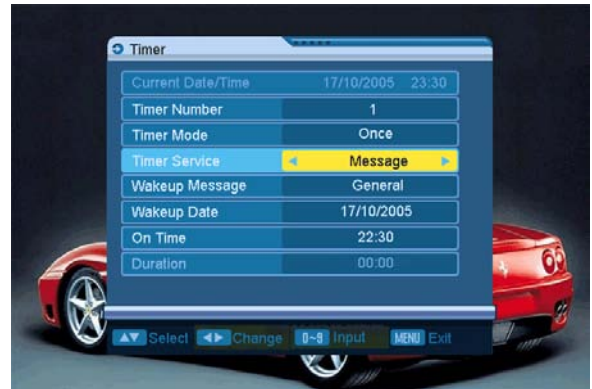 Timer
Current Date/Time 17/10/2005 23:30
Timer Number 1
Timer Mode Once
Timer Service Message
Wakeup Message General
Wakeup Date 17/10/2005
On Time 22:30
Duration 00:00
Select Change 0~9 Input MENU Exit